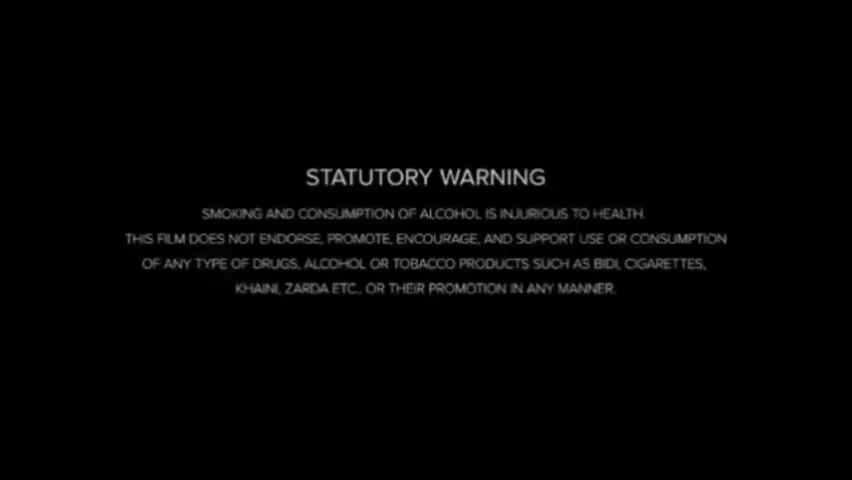 STATUTORY WARNING
SMOKING AND CONSUMPTION OF ALCOHOL IS INJURIOUS TO HEALTH.
THIS FILM DOES NOT ENDORSE, PROMOTE, ENCOURAGE, AND SUPPORT USE OR CONSUMPTION
OF ANY TYPE OF DRUGS, ALCOHOL OR TOBACCO PRODUCTS SUCH AS BIDI, CIGARETTES,
KHAINI, ZARDA ETC.. OR THEIR PROMOTION IN ANY MANNER.